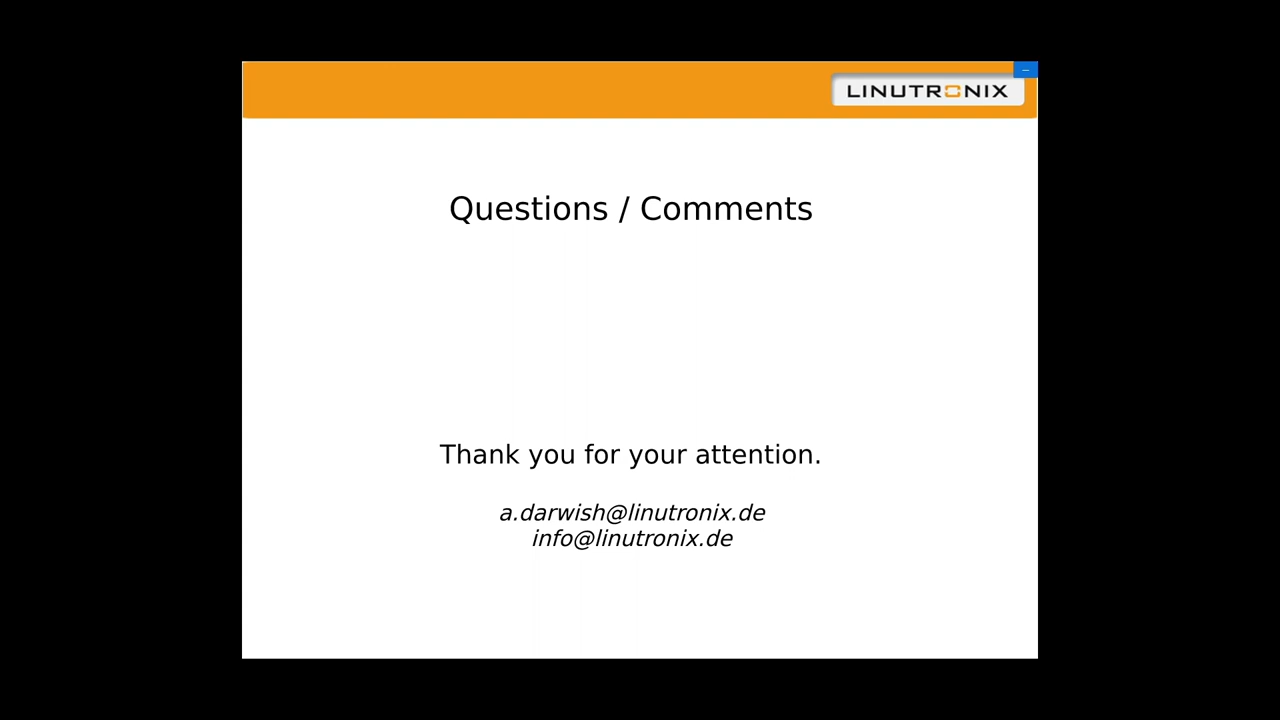 LINUTRONIX
Questions / Comments
Thank you for your attention.
a.darwish@linutronix.de
info@linutronix.de